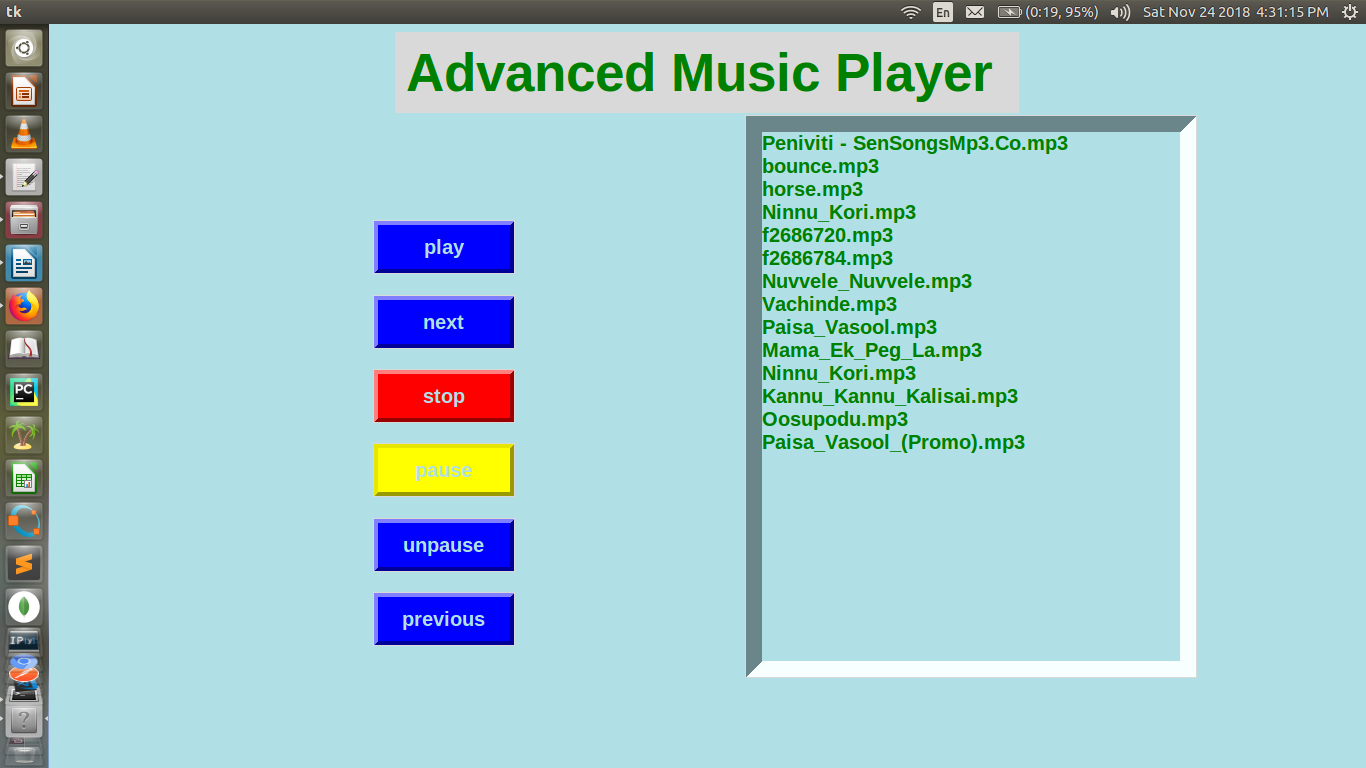 tk
En
(0:19, 95%)
Sat Nov 24 2018 4:31:15 PM
Advanced Music Player
play
next
stop
pause
unpause
previous
Peniviti - SenSongsMp3.Co.mp3
bounce.mp3
horse.mp3
Ninnu_Kori.mp3
f2686720.mp3
f2686784.mp3
Nuvvele_Nuvvele.mp3
Vachinde.mp3
Paisa_Vasool.mp3
Mama_Ek_Peg_La.mp3
Ninnu_Kori.mp3
Kannu_Kannu_Kalisai.mp3
Oosupodu.mp3
Paisa_Vasool_(Promo).mp3
PC